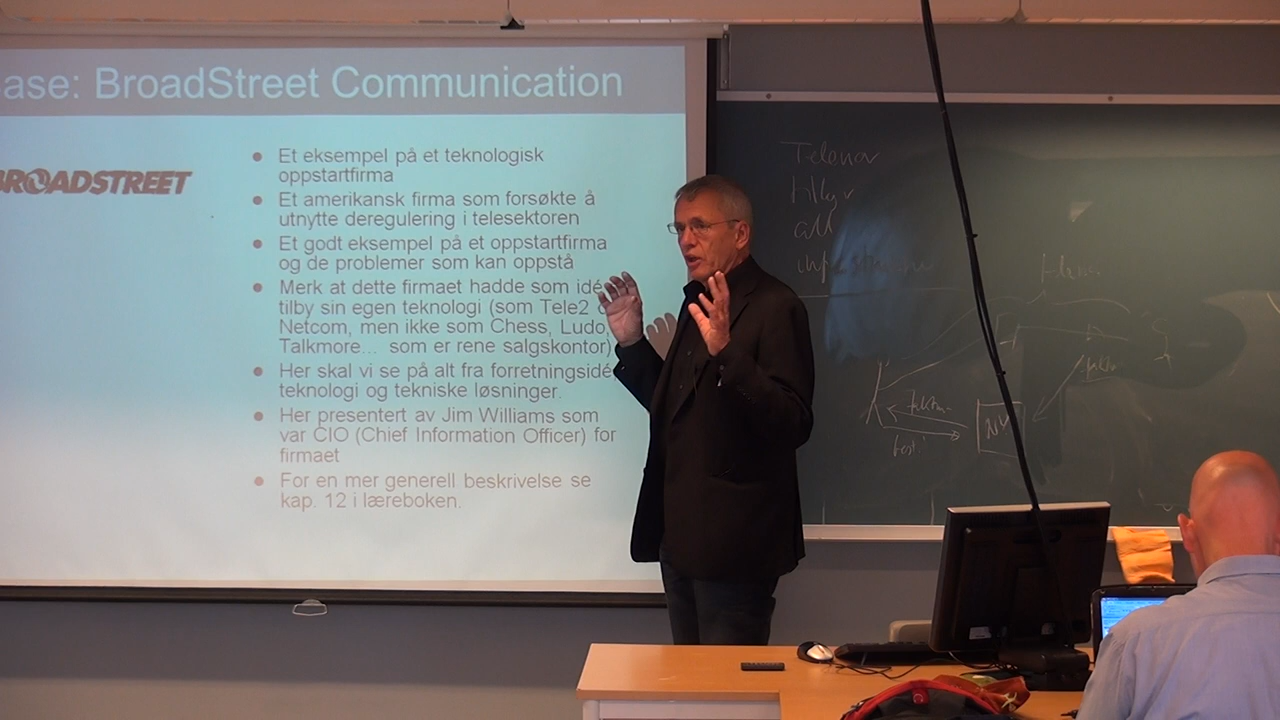 ase: BroadStreet Communication
BROADSTREET
Et eksempel på et teknologisk
oppstartfirma
Et amerikansk firma som forsøkte å
utnytte deregulering i telesektoren
Et godt eksempel på et oppstartfirma
og de problemer som kan oppstå
Merk at dette firmaet hadde som idé
tilby sin egen teknologi (som Tele2
Netcom, men ikke som Chess, Ludo,
Talkmore... som er rene salgskontor)
Her skal vi se på alt fra forretningsidé
teknologi og tekniske løsninger.
Her presentert av Jim Williams som
var CIO (Chief Information Officer) for
firmaet
For en mer generell beskrivelse se
kap. 12 i læreboken.
Telenor
all